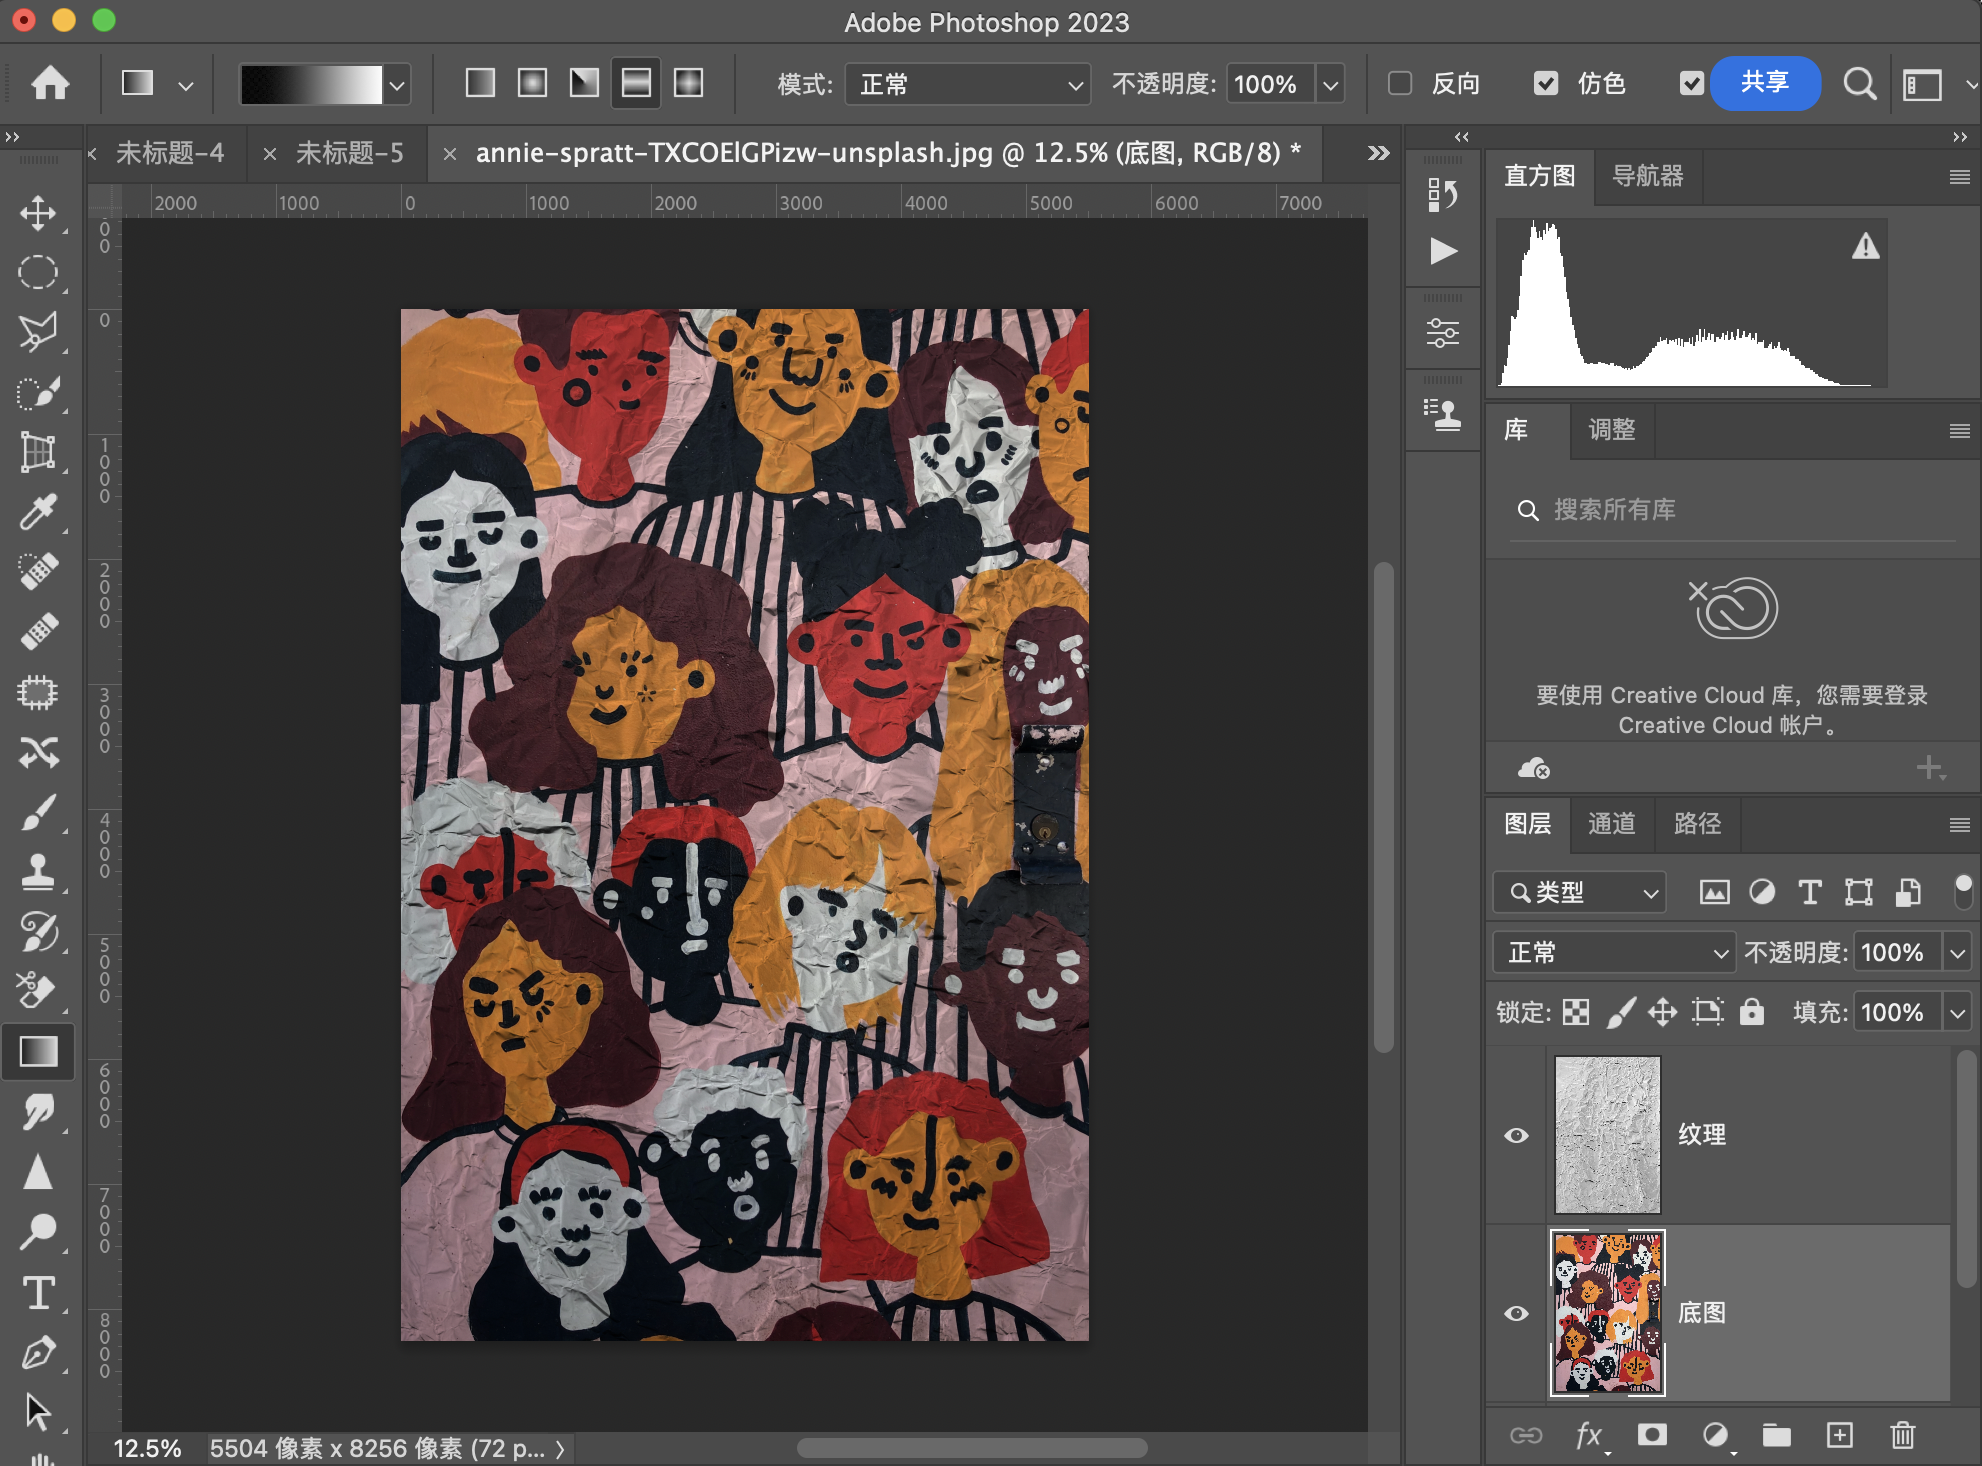 Adobe Photoshop 2023
模式: 正常 不透明度: 100% 反向 仿色 共享
未标题-4 未标题-5 annie-spratt-TXCOElGPizw-unsplash.jpg @ 12.5% (底图, RGB/8) *
2000 1000 0 1000 2000 3000 4000 5000 6000 7000
0
0
0
1000
2000
3000
4000
5000
6000
7000
8000
直方图 导航器
库 调整
搜索所有库
要使用 Creative Cloud 库，您需要登录
Creative Cloud 帐户。
图层 通道 路径
类型
正常 不透明度: 100%
锁定: 填充: 100%
纹理
底图
fx
12.5% 5504 像素 x 8256 像素 (72 p...